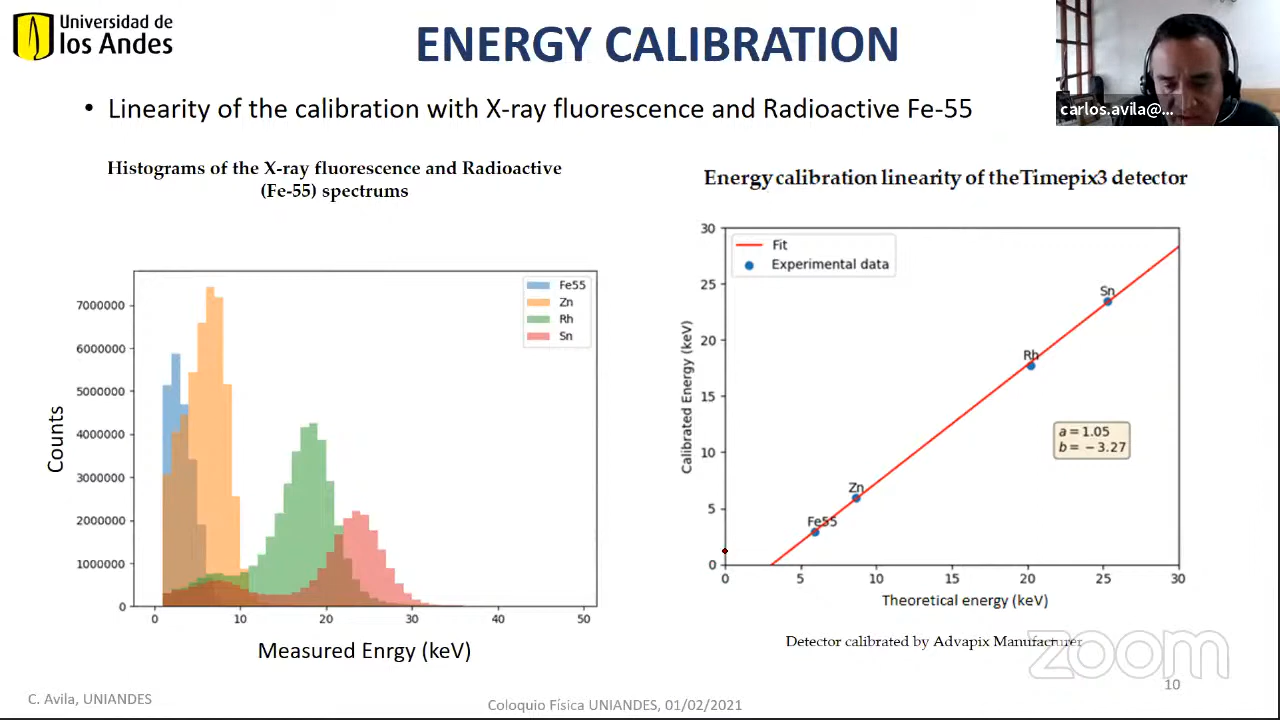 Universidad de
los Andes
ENERGY CALIBRATION
carlos.avila@...
• Linearity of the calibration with X-ray fluorescence and Radioactive Fe-55
Histograms of the X-ray fluorescence and Radioactive
(Fe-55) spectrums
Counts
7000000
6000000
5000000
4000000
3000000
2000000
1000000
0
0 10 20 30 40 50
Fe55
Zn
Rh
Sn
Measured Enrgy (keV)
Energy calibration linearity of theTimepix3 detector
Calibrated Energy (keV)
30
25
20
15
10
5
0
0 5 10 15 20 25 30
Fit
Experimental data
Sn
Rh
Zn
Fe55
a = 1.05
b = −3.27
Theoretical energy (keV)
Detector calibrated by Advapix Manufacturer
zoom
10
C. Avila, UNIANDES
Coloquio Física UNIANDES, 01/02/2021